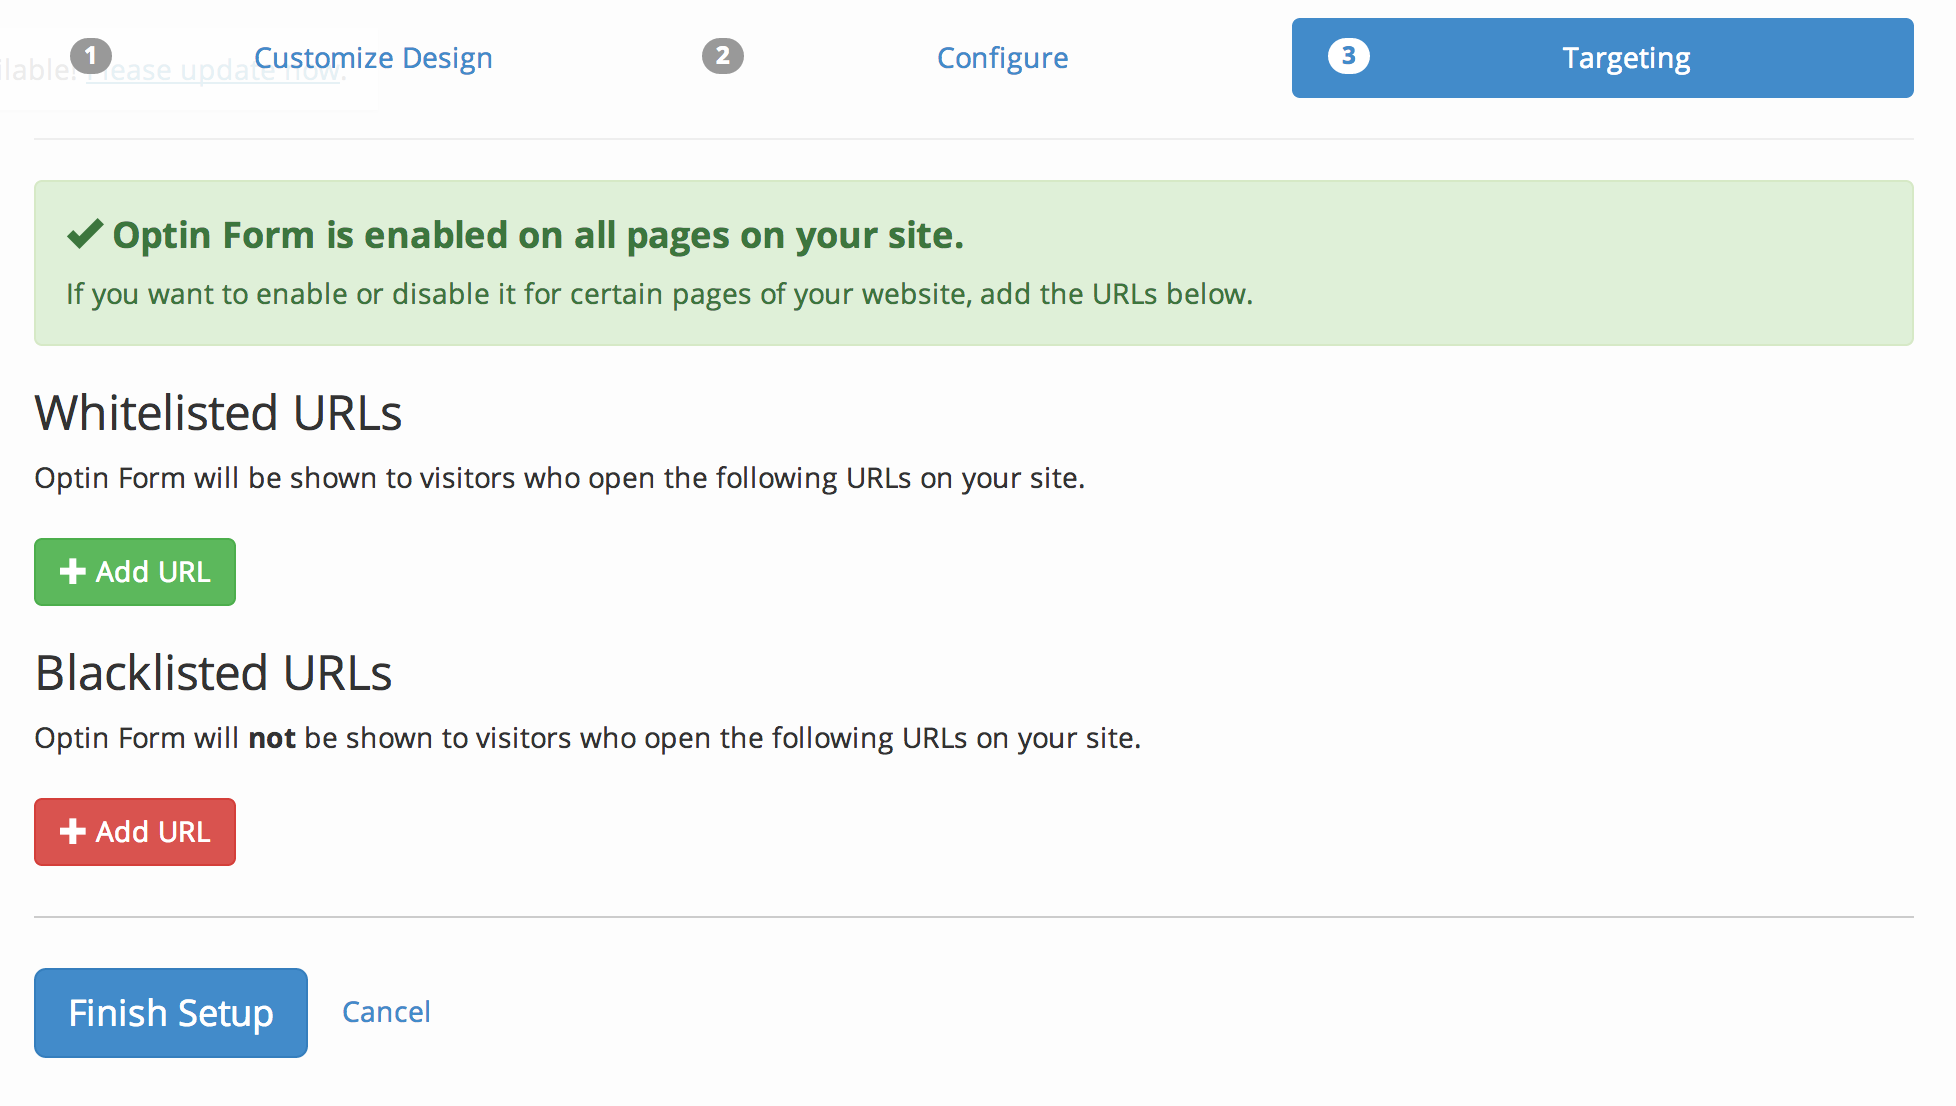 1 Customize Design 2 Configure 3 Targeting
Please update now.
Optin Form is enabled on all pages on your site.
If you want to enable or disable it for certain pages of your website, add the URLs below.
Whitelisted URLs
Optin Form will be shown to visitors who open the following URLs on your site.
Add URL
Blacklisted URLs
Optin Form will not be shown to visitors who open the following URLs on your site.
Add URL
Finish Setup Cancel